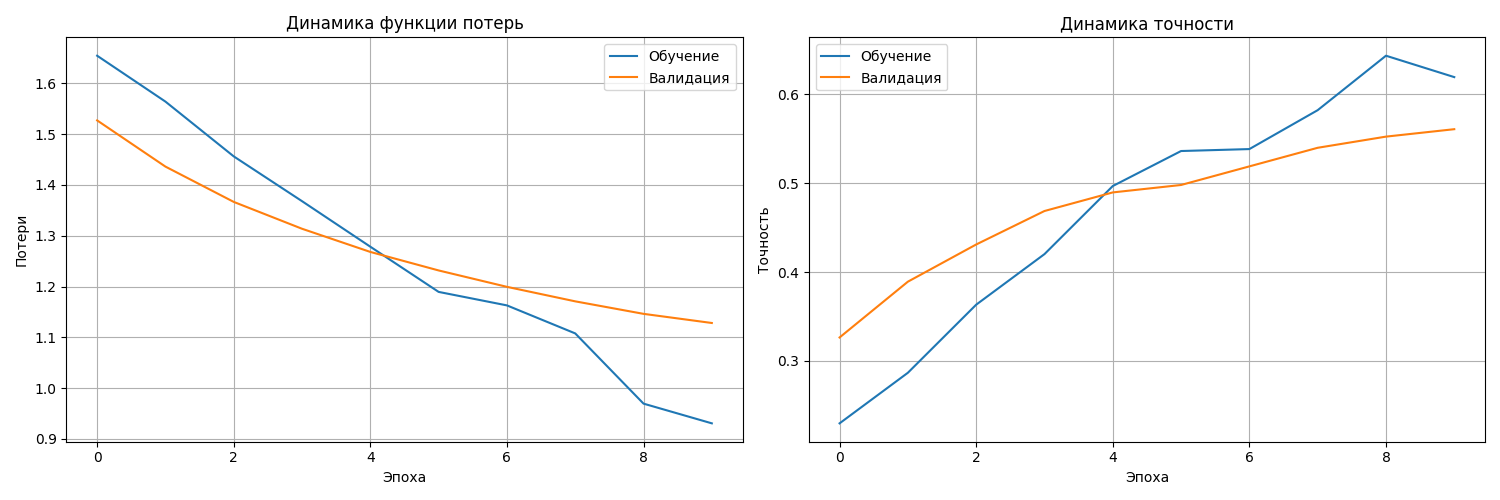 Динамика функции потерь
Обучение
Валидация
1.6
1.5
1.4
1.3
1.2
1.1
1.0
0.9
Потери
0 2 4 6 8
Эпоха
Динамика точности
Обучение
Валидация
0.6
0.5
0.4
0.3
Точность
0 2 4 6 8
Эпоха